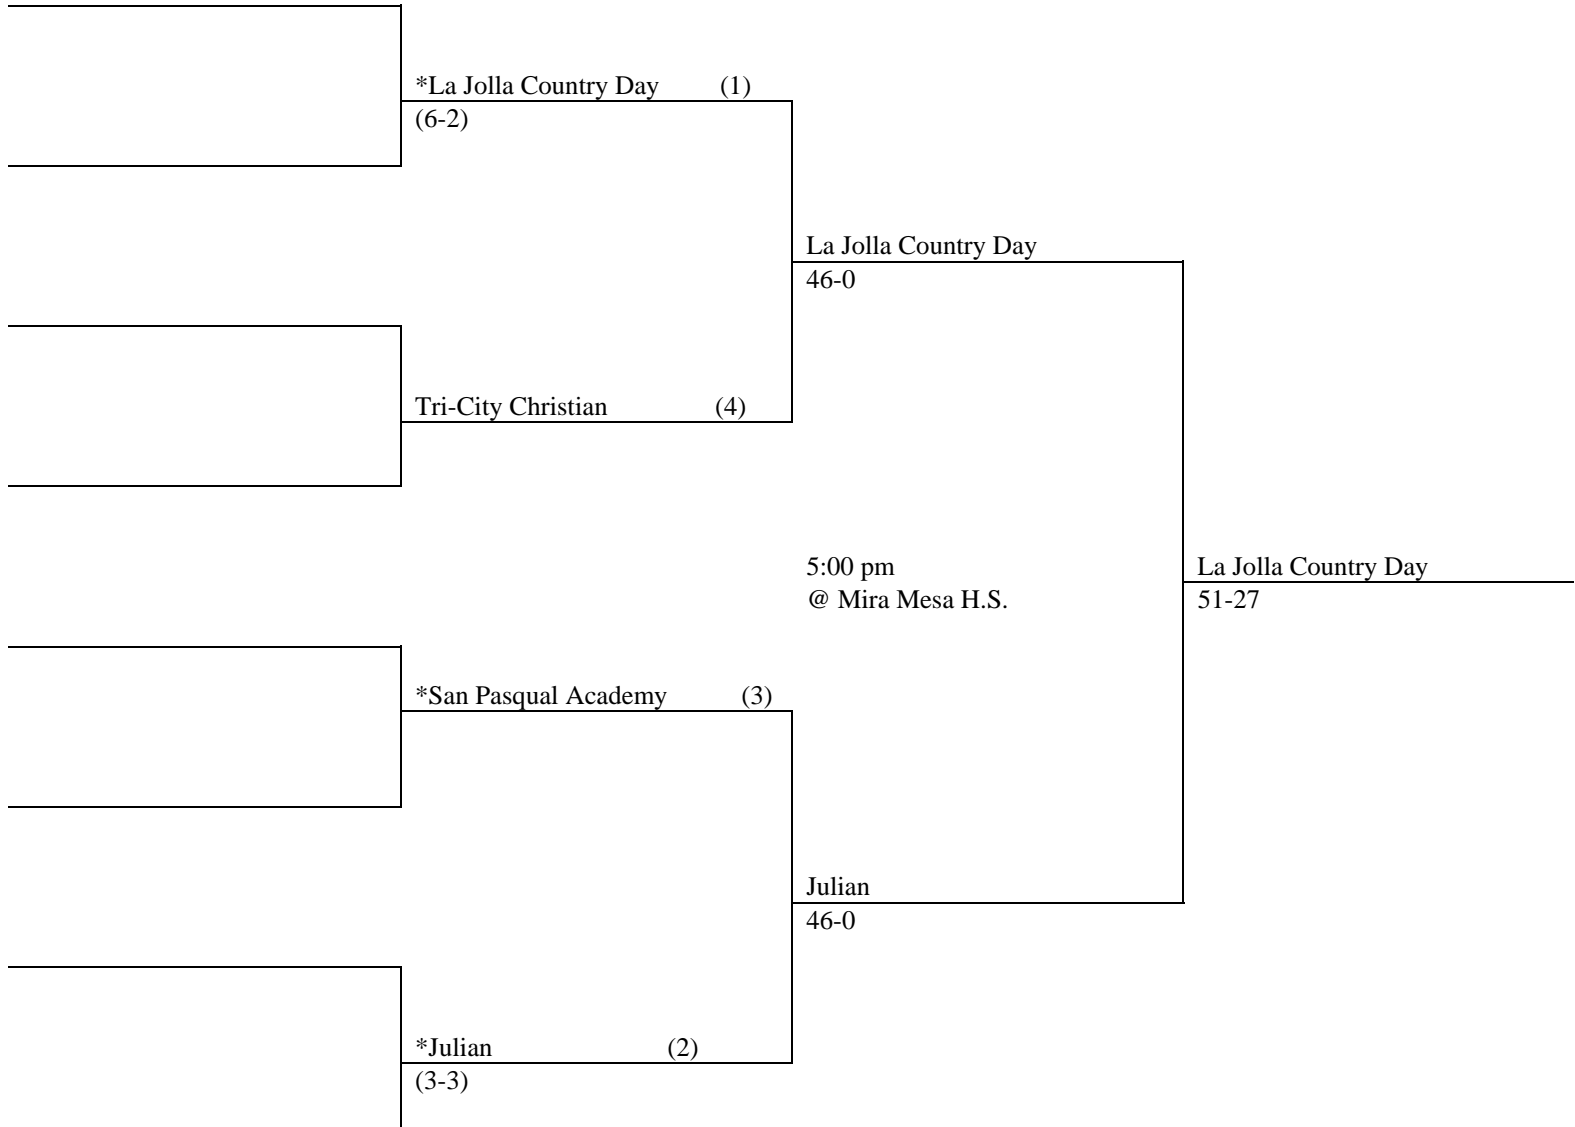 *La Jolla Country Day (1)
(6-2)
La Jolla Country Day
46-0
Tri-City Christian (4)
5:00 pm
@ Mira Mesa H.S.
La Jolla Country Day
51-27
*San Pasqual Academy (3)
Julian
46-0
*Julian (2)
(3-3)